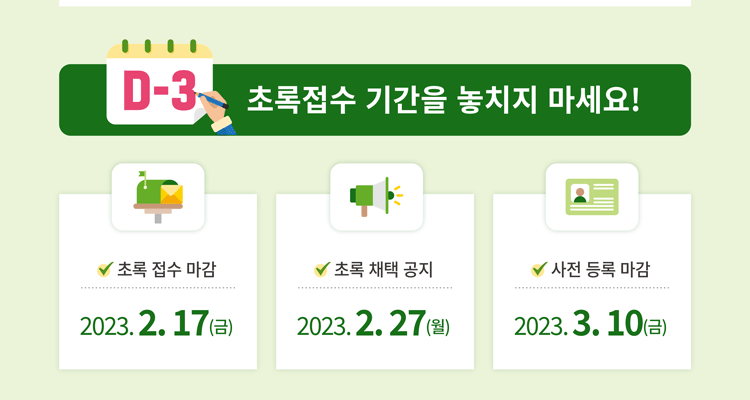 D-3
초록접수 기간을 놓치지 마세요!
초록 접수 마감
2023. 2. 17(금)
초록 채택 공지
2023. 2. 27(월)
사전 등록 마감
2023. 3. 10(금)